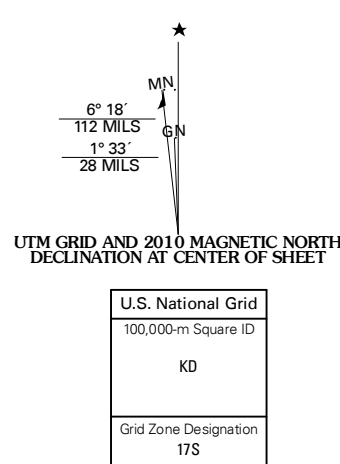 ★
MN
6° 18´
112 MILS
GN
1° 33´
28 MILS
UTM GRID AND 2010 MAGNETIC NORTH
DECLINATION AT CENTER OF SHEET
U.S. National Grid
100,000-m Square ID
KD
Grid Zone Designation
17S